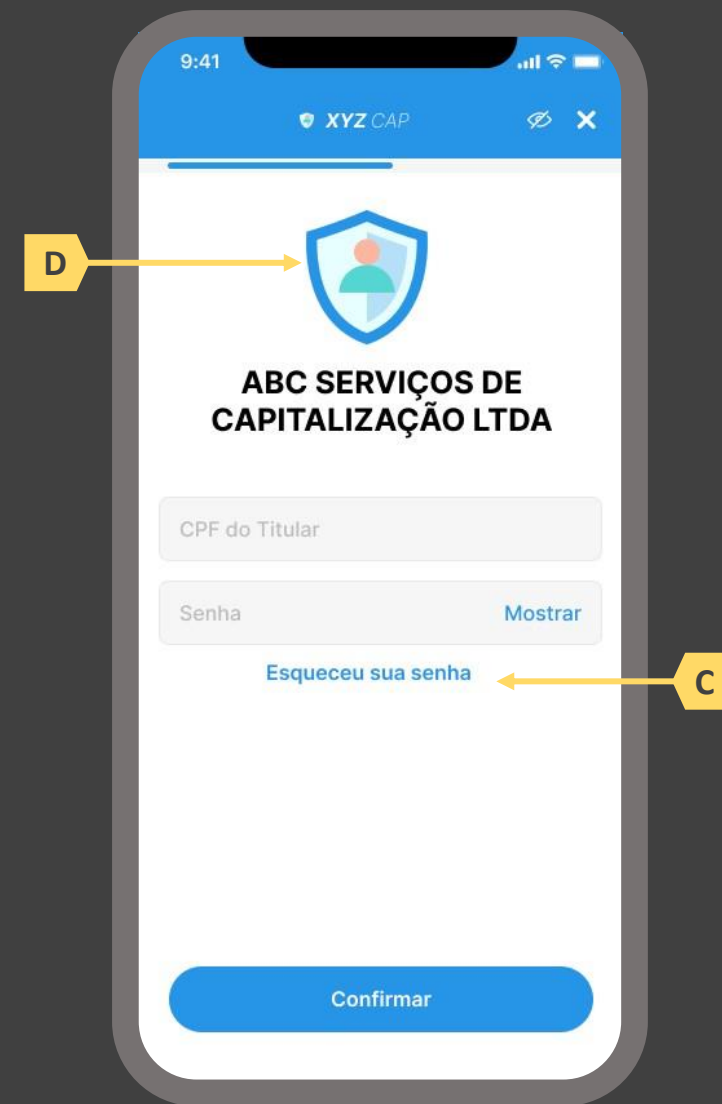 9:41
XYZ CAP
D
ABC SERVIÇOS DE
CAPITALIZAÇÃO LTDA
CPF do Titular
Senha Mostrar
Esqueceu sua senha
C
Confirmar